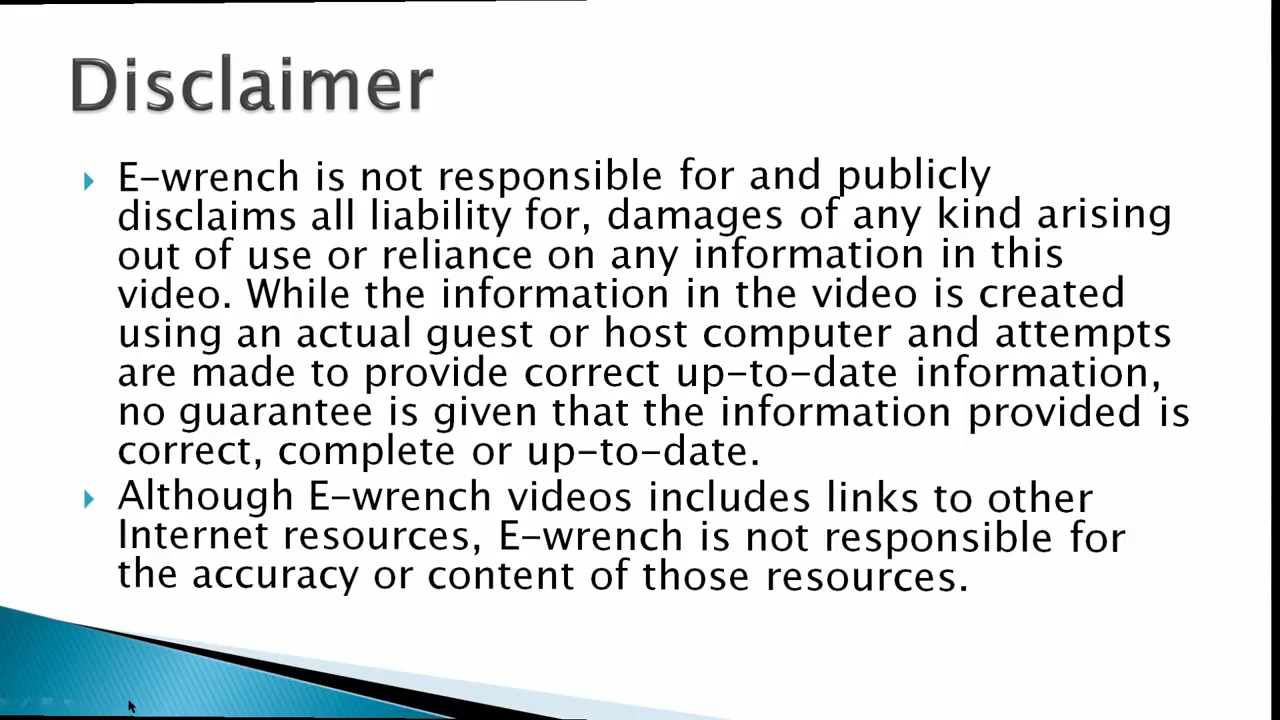 Disclaimer
E-wrench is not responsible for and publicly
disclaims all liability for, damages of any kind arising
out of use or reliance on any information in this
video. While the information in the video is created
using an actual guest or host computer and attempts
are made to provide correct up-to-date information,
no guarantee is given that the information provided is
correct, complete or up-to-date.
Although E-wrench videos includes links to other
Internet resources, E-wrench is not responsible for
the accuracy or content of those resources.